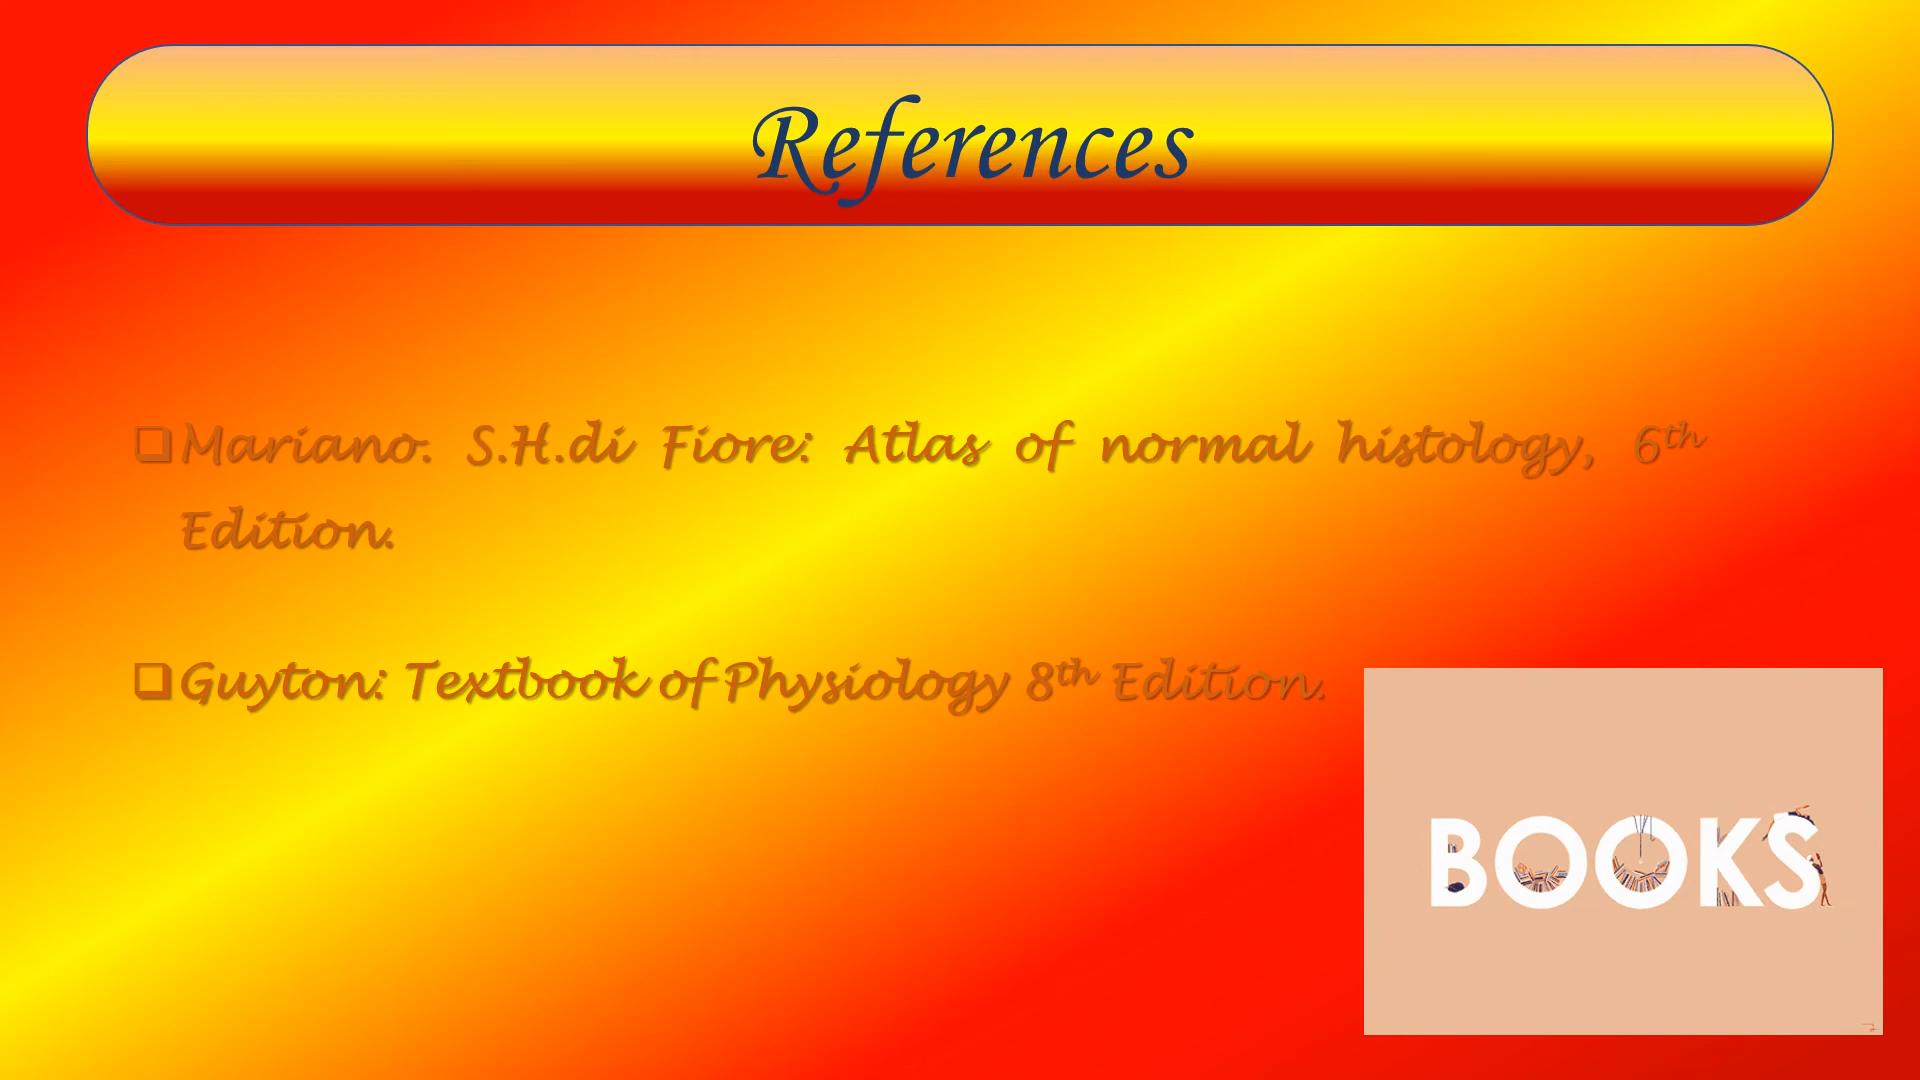 References
❑Mariano. S.H.di Fiore: Atlas of normal histology, 6th
Edition.
❑Guyton: Textbook of Physiology 8th Edition.
BOOKS